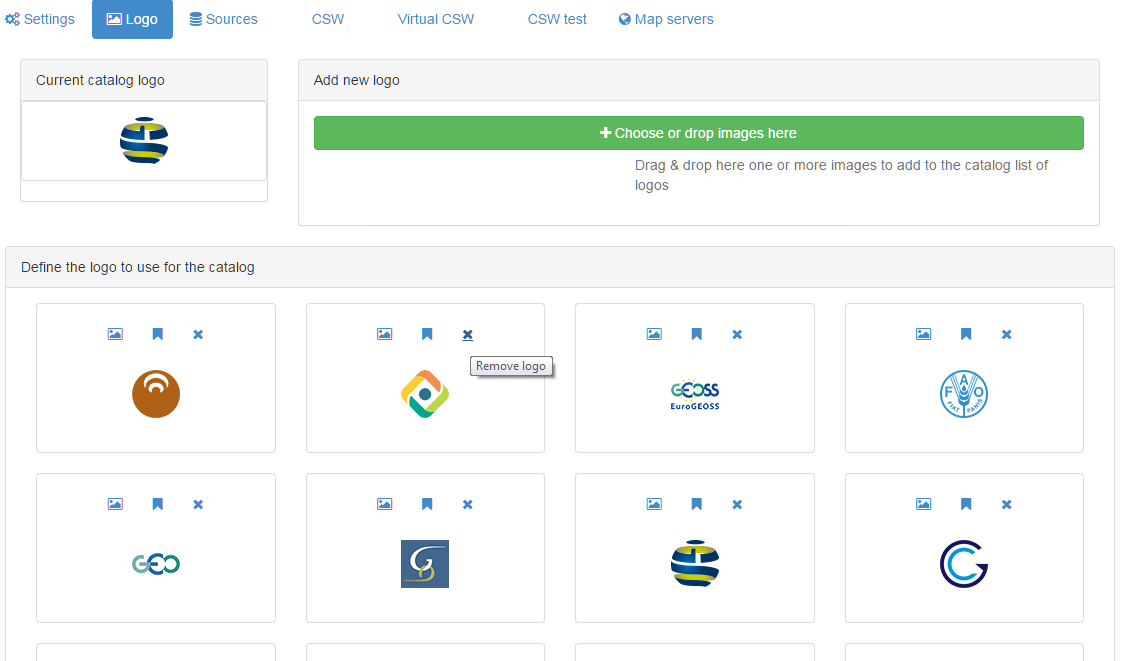 Settings
Logo
Sources
CSW
Virtual CSW
CSW test
Map servers
Current catalog logo
Add new logo
Choose or drop images here
Drag & drop here one or more images to add to the catalog list of
logos
Define the logo to use for the catalog
Remove logo
GEOSS
EuroGEOSS
F A O
FIAT PANIS
GEO